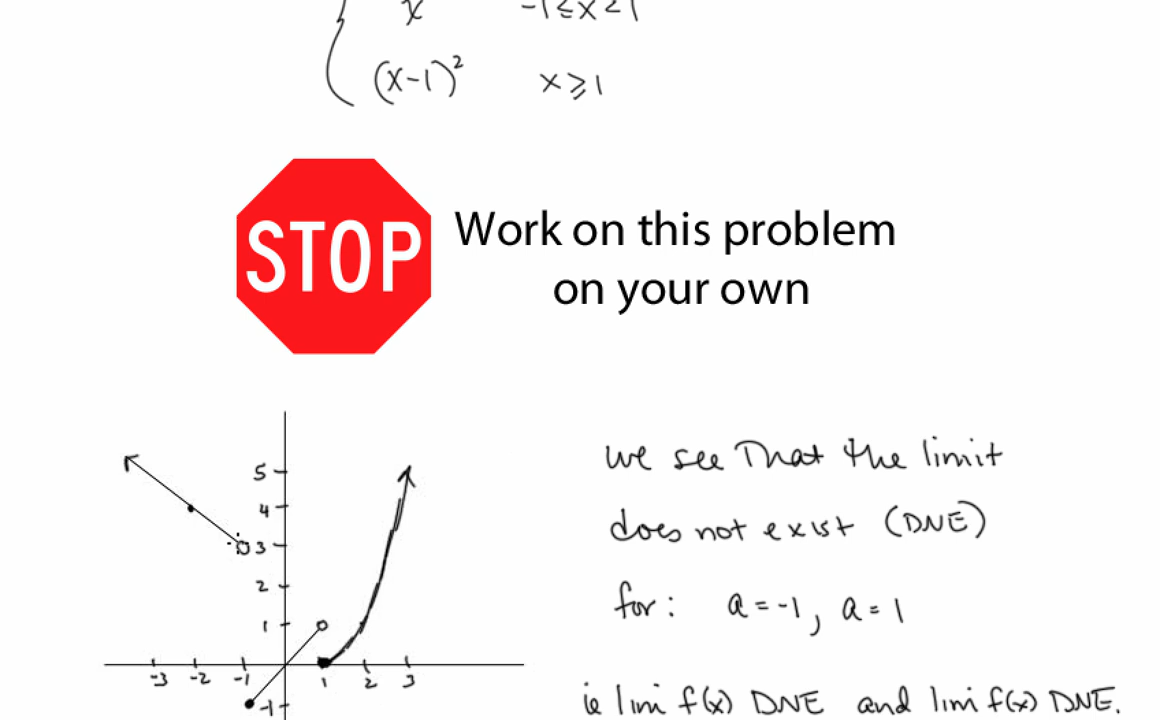 x -1≤x<1
(x-1)² x≥1
STOP
Work on this problem
on your own
we see that the limit
does not exist (DNE)
for: a=-1, a=1
ie lim f(x) DNE and lim f(x) DNE.
5
4
3
2
1
-3 -2 -1 1 2 3
-1